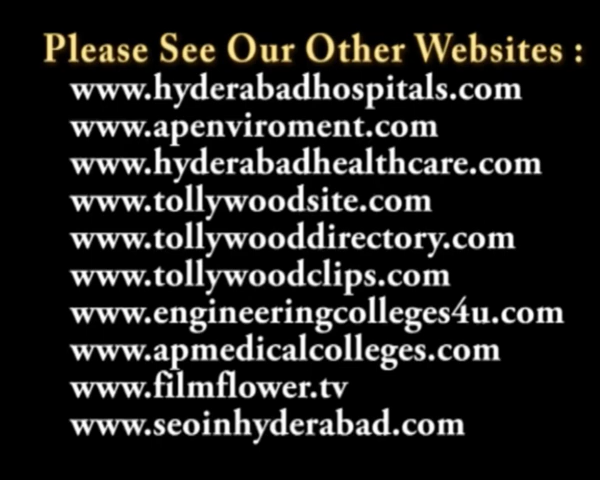 Please See Our Other Websites :
www.hyderabadhospitals.com
www.apenviroment.com
www.hyderabadhealthcare.com
www.tollywoodsite.com
www.tollywooddirectory.com
www.tollywoodclips.com
www.engineeringcolleges4u.com
www.apmedicalcolleges.com
www.filmflower.tv
www.seoinhyderabad.com